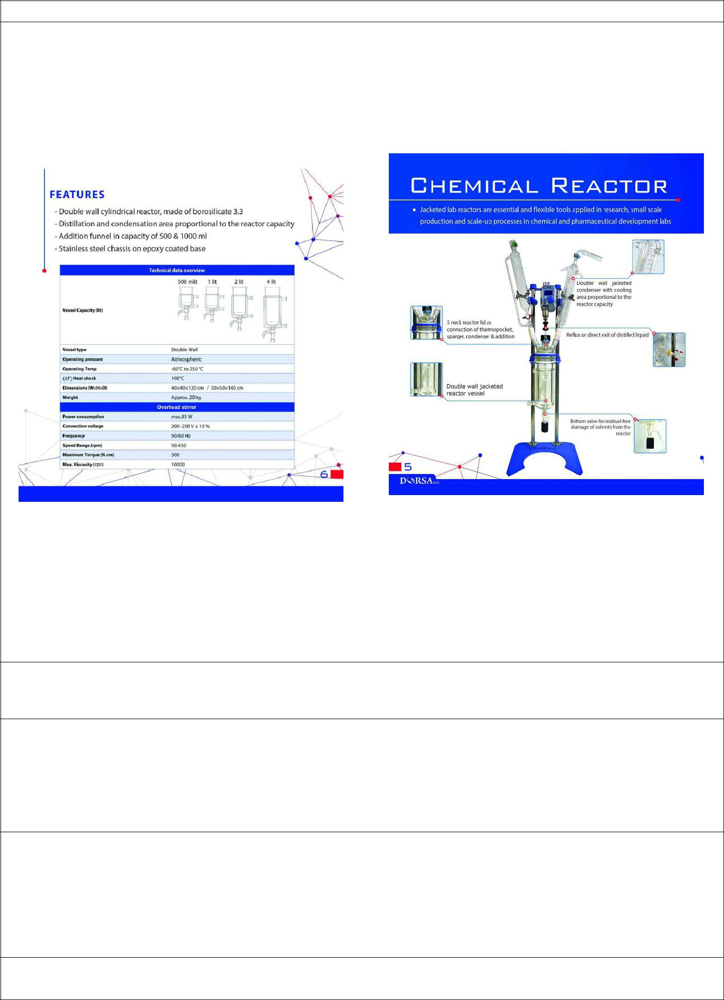 FEATURES
- Double wall cylindrical reactor, made of borosilicate 3.3
- Distillation and condensation area proportional to the reactor capacity
- Addition funnel in capacity of 500 & 1000 ml
- Stainless steel chassis on epoxy coated base
Technical data overview
500 mlit 1 lit 2 lit 4 lit
Vessel Capacity (lit)
Vessel type Double Wall
Operating pressure Atmospheric
Operating Temp -60°C to 250 °C
(ΔT) Heat shock 100°C
Dimensions (W×H×D) 40×40×120 cm / 50×50×140 cm
Weight Approx. 20 kg
Overhead stirrer
Power consumption max.83 W
Connection voltage 200–230 V ± 10 %
Frequency 50/60 Hz
Speed Range (rpm) 50-450
Maximum Torque (N.cm) 300
Max. Viscosity (cps) 10000
6
CHEMICAL REACTOR
▪ Jacketed lab reactors are essential and flexible tools applied in research, small scale
production and scale-up processes in chemical and pharmaceutical development labs
Double wall jacketed
condenser with cooling
area proportional to the
reactor capacity
5 neck reactor lid as
connection of thermopocket,
sparger, condenser & addition
Reflux or direct exit of distilled liquid
Double wall jacketed
reactor vessel
Bottom valve for residual-free
diainage of solvents from the
reactor
DORSA
5
DORSA tech